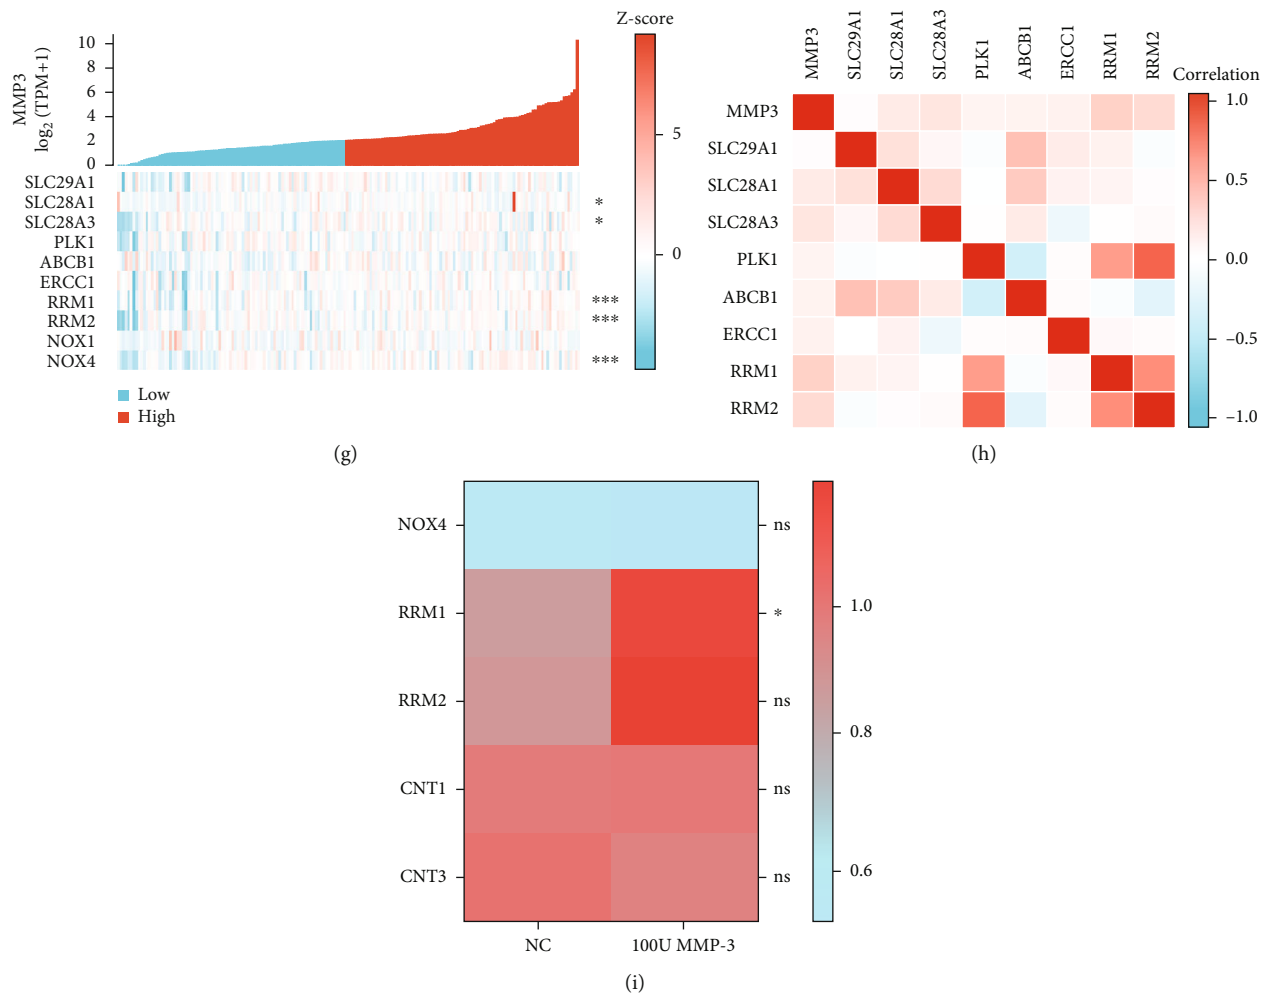 Z-score
MMP3
log2 (TPM+1)
10
8
6
4
2
0
5
0
SLC29A1
SLC28A1 *
SLC28A3 *
PLK1
ABCB1
ERCC1
RRM1 ***
RRM2 ***
NOX1
NOX4 ***
Low
High
(g)
MMP3 SLC29A1 SLC28A1 SLC28A3 PLK1 ABCB1 ERCC1 RRM1 RRM2
Correlation
MMP3
SLC29A1
SLC28A1
SLC28A3
PLK1
ABCB1
ERCC1
RRM1
RRM2
1.0
0.5
0.0
−0.5
−1.0
(h)
NOX4 ns
RRM1 *
RRM2 ns
CNT1 ns
CNT3 ns
NC 100U MMP-3
1.0
0.8
0.6
(i)